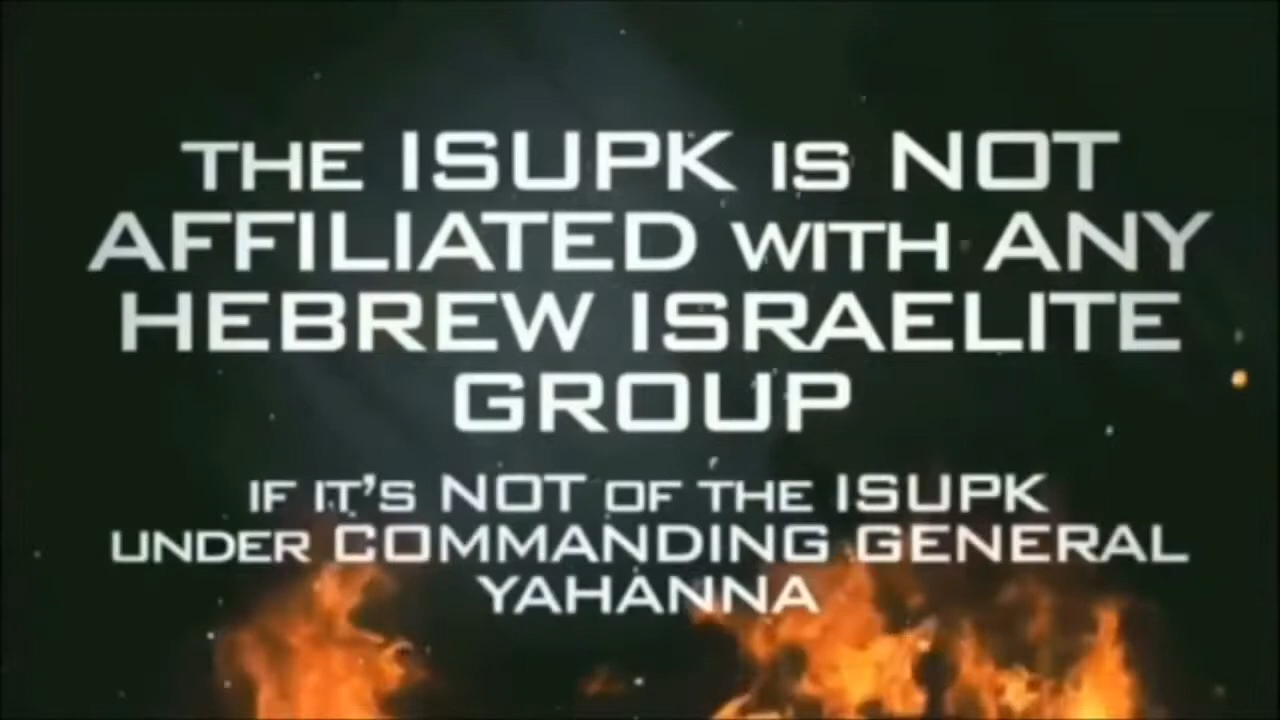 THE ISUPK IS NOT
AFFILIATED WITH ANY
HEBREW ISRAELITE
GROUP
IF IT'S NOT OF THE ISUPK
UNDER COMMANDING GENERAL
YAHANNA